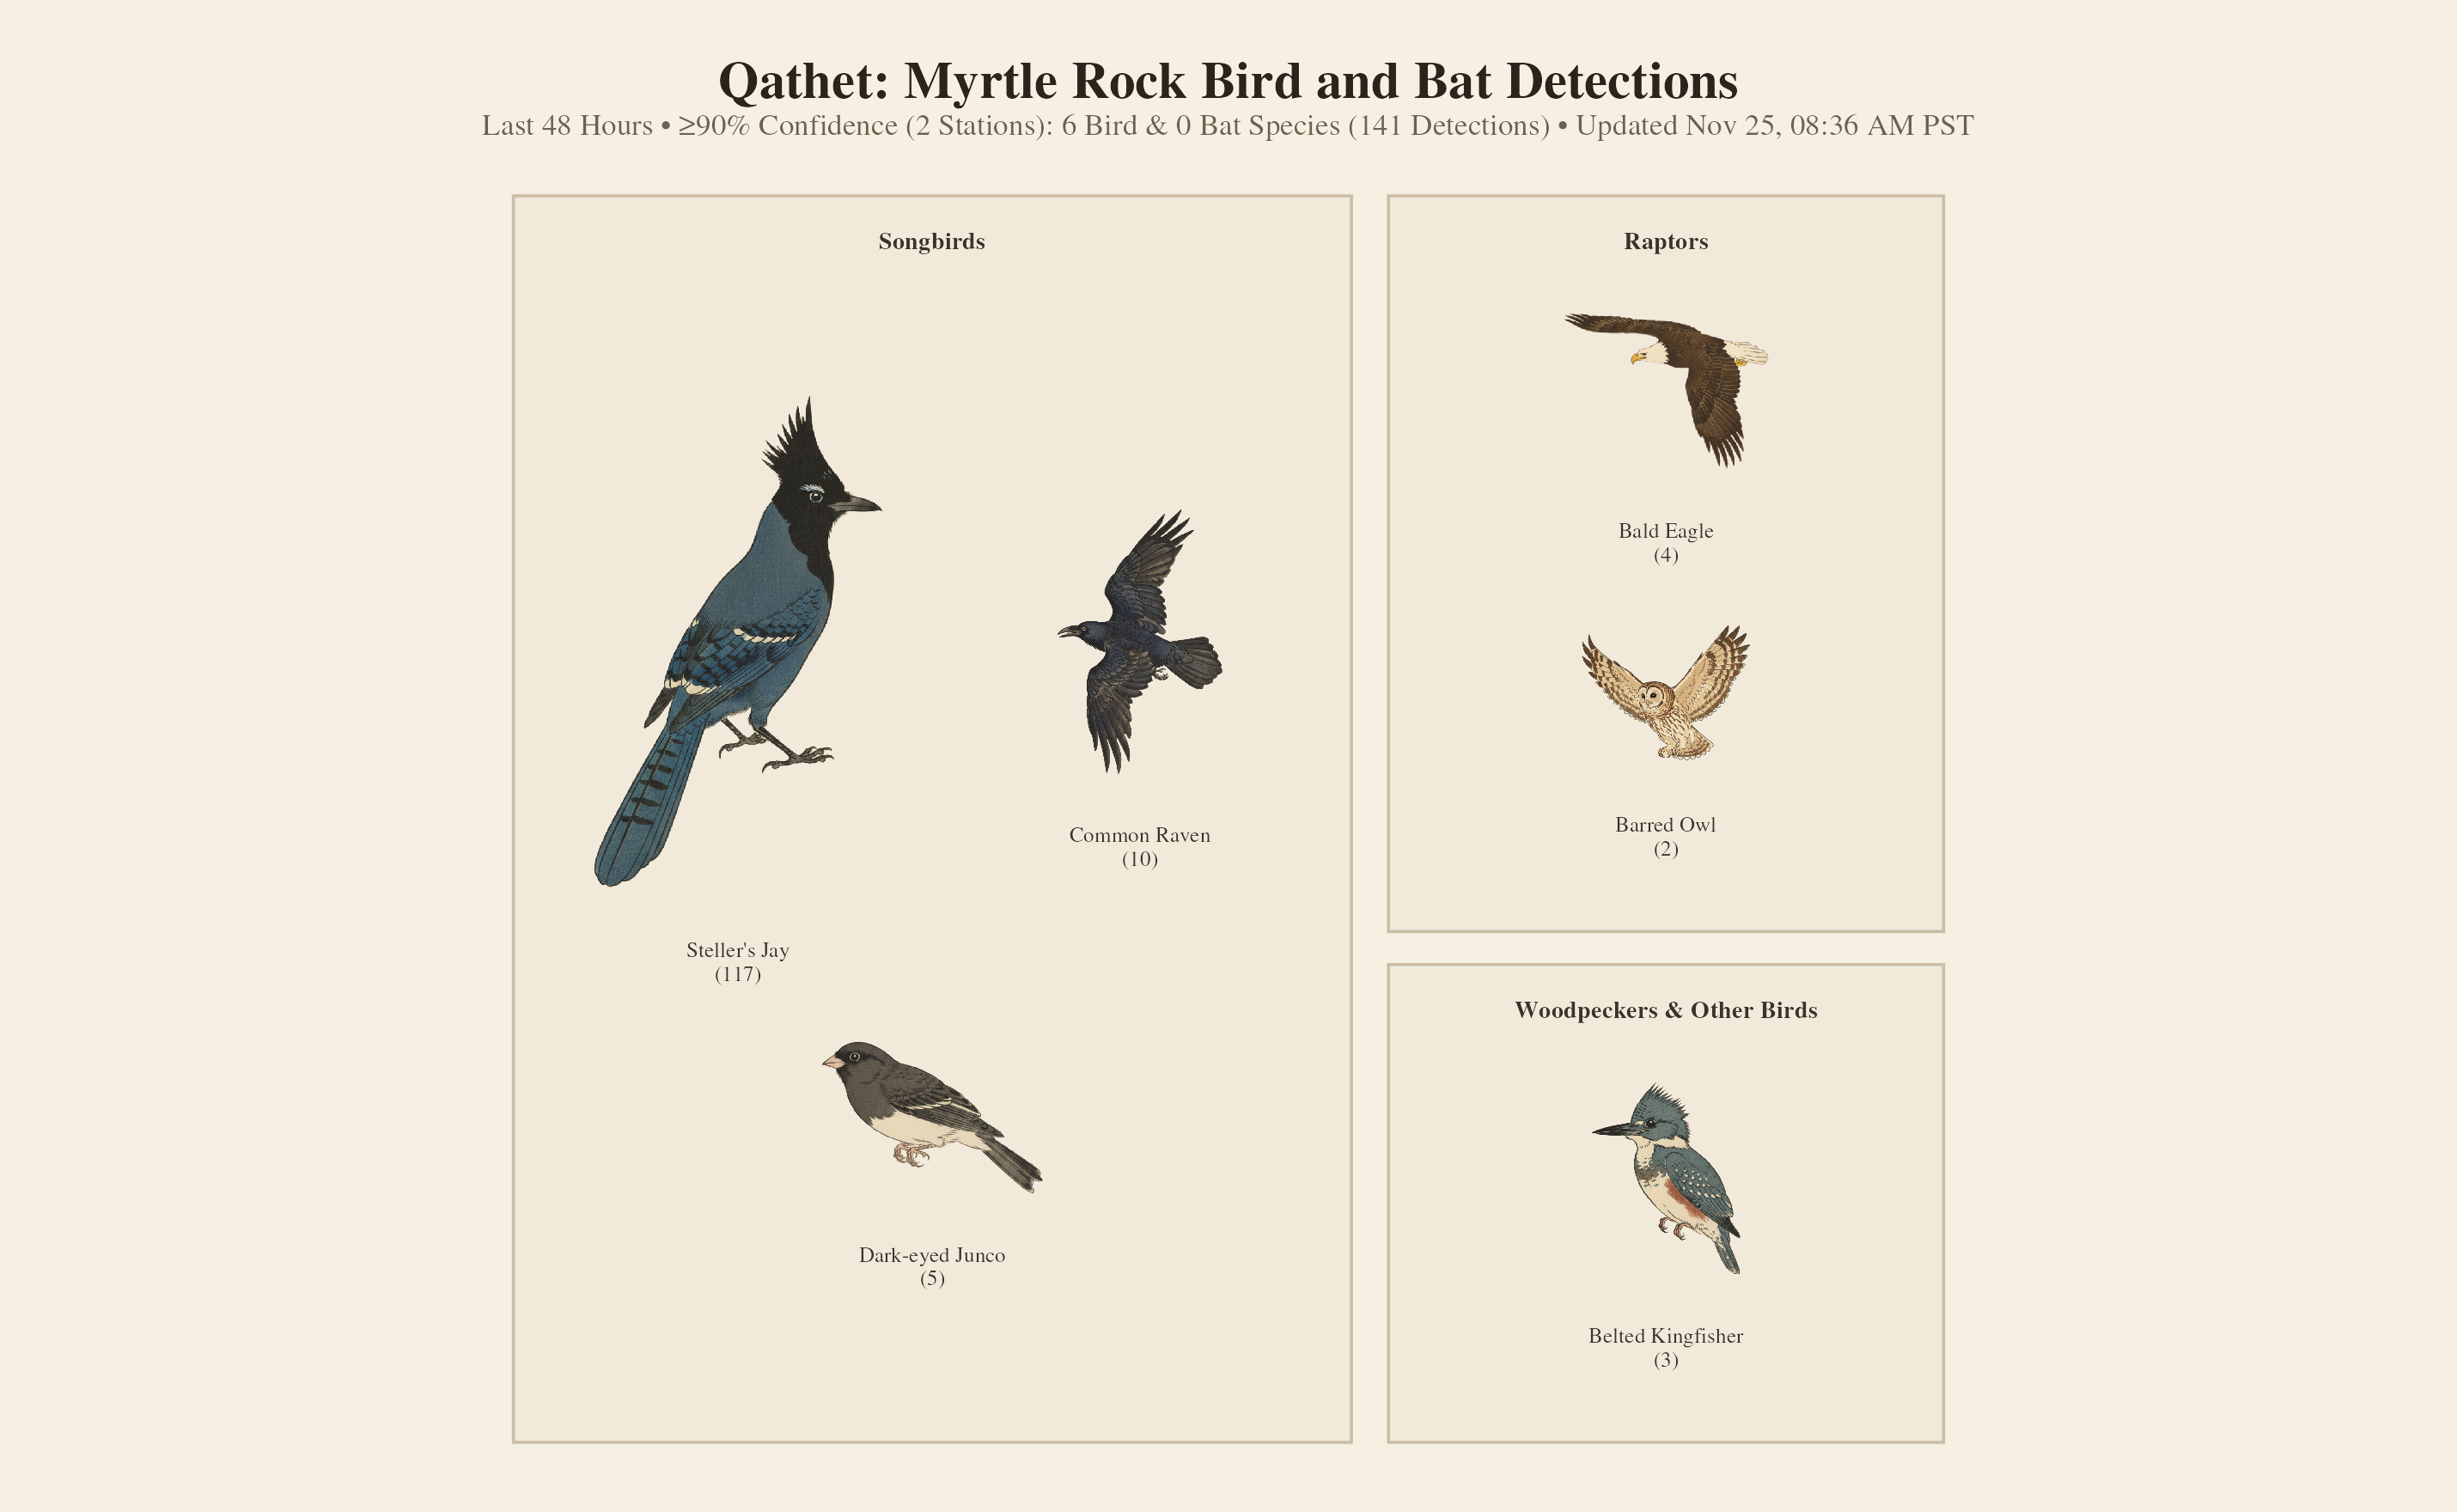 Qathet: Myrtle Rock Bird and Bat Detections
Last 48 Hours • ≥90% Confidence (2 Stations): 6 Bird & 0 Bat Species (141 Detections) • Updated Nov 25, 08:36 AM PST
Songbirds
Steller's Jay
(117)
Common Raven
(10)
Dark-eyed Junco
(5)
Raptors
Bald Eagle
(4)
Barred Owl
(2)
Woodpeckers & Other Birds
Belted Kingfisher
(3)